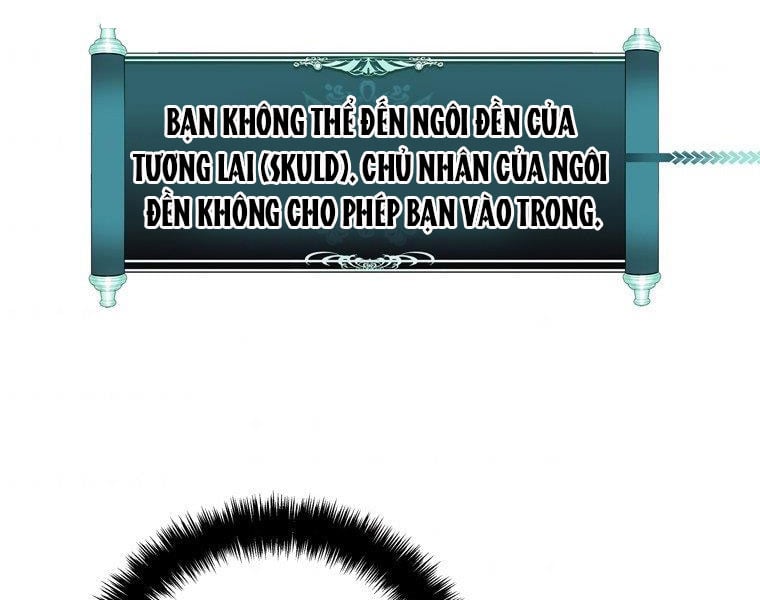 BẠN KHÔNG THỂ ĐẾN NGÔI ĐỀN CỦA
TƯƠNG LAI (SKULD). CHỦ NHÂN CỦA NGÔI
ĐỀN KHÔNG CHO PHÉP BẠN VÀO TRONG.